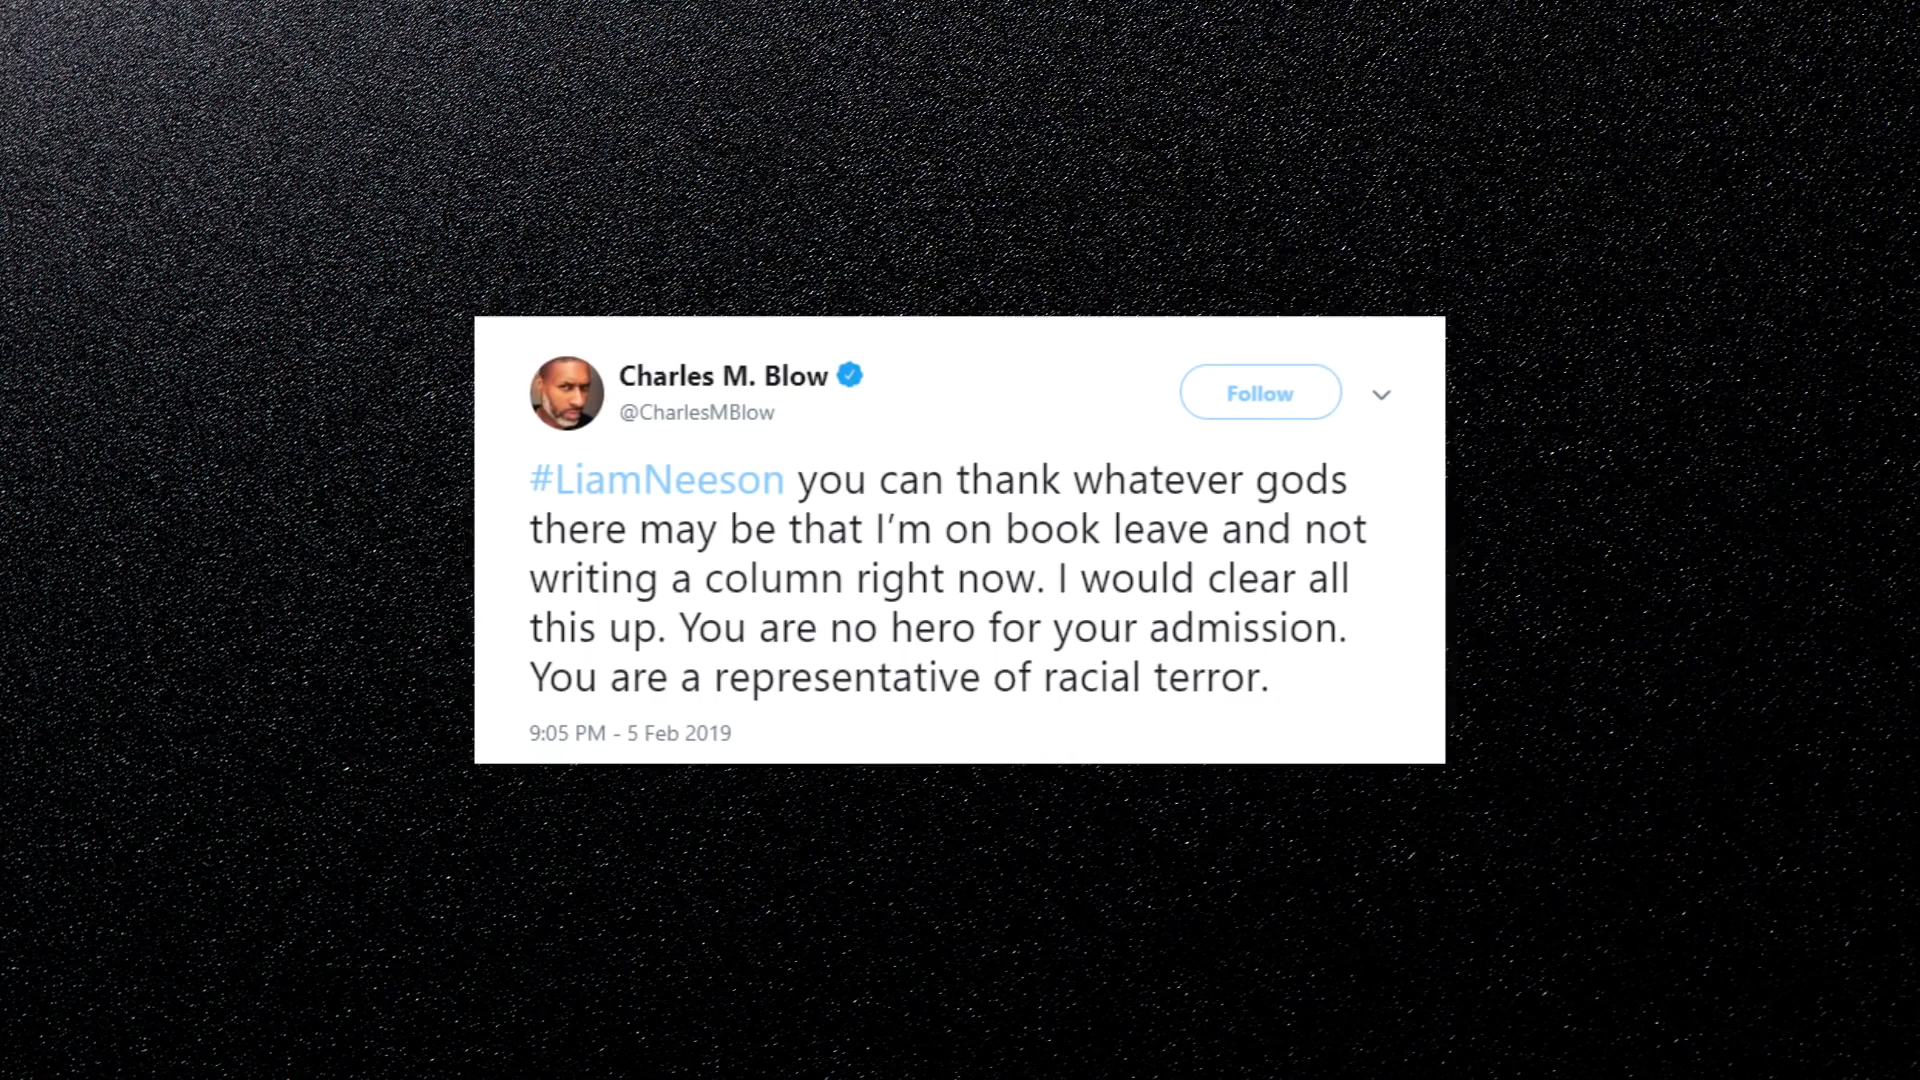 Charles M. Blow
@CharlesMBlow
Follow
#LiamNeeson you can thank whatever gods
there may be that I’m on book leave and not
writing a column right now. I would clear all
this up. You are no hero for your admission.
You are a representative of racial terror.
9:05 PM - 5 Feb 2019